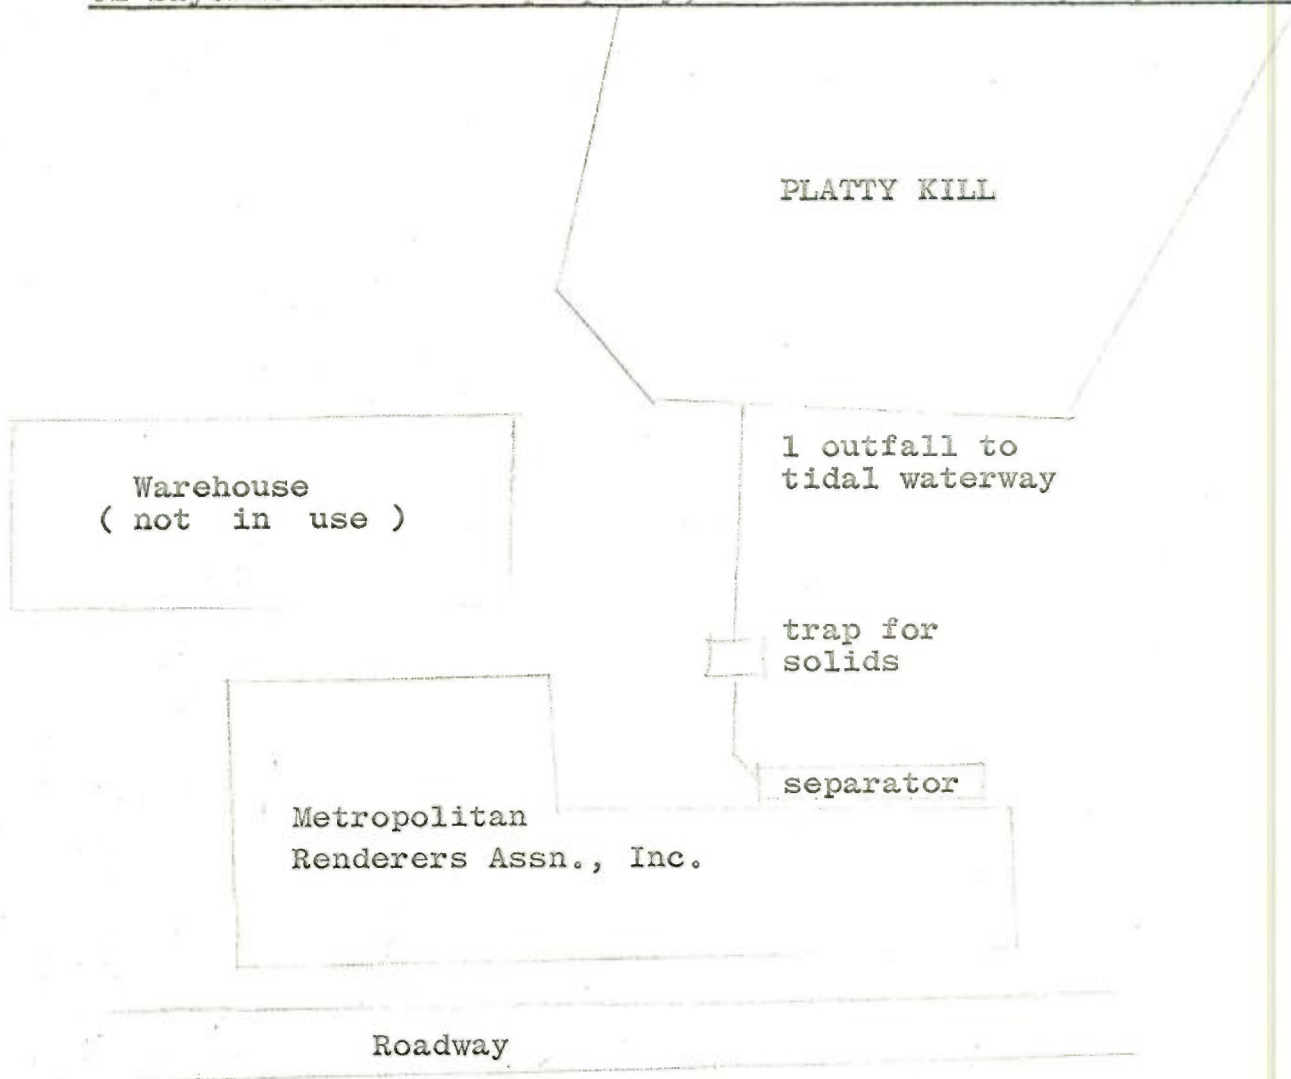 PLATTY KILL
1 outfall to
tidal waterway
Warehouse
( not in use )
trap for
solids
separator
Metropolitan
Renderers Assn., Inc.
Roadway